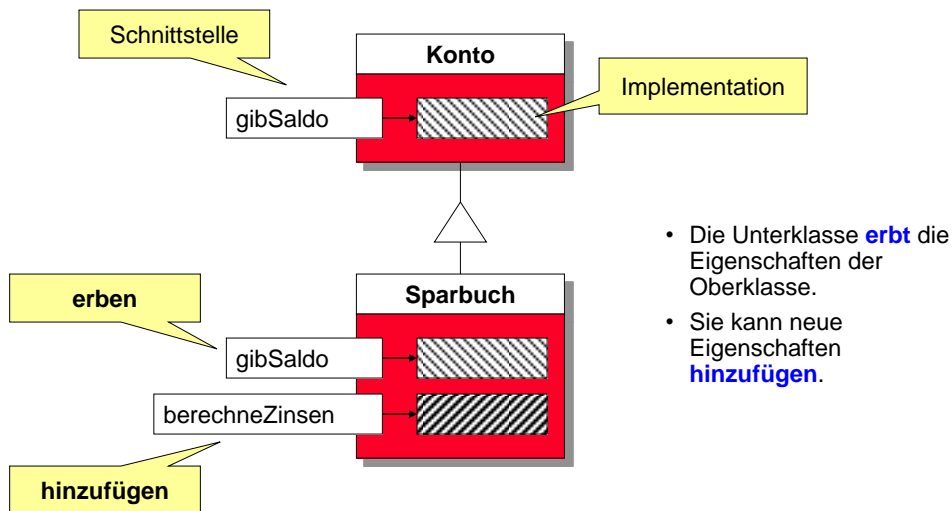 Schnittstelle
Konto
Implementation
gibSaldo
• Die Unterklasse erbt die
Eigenschaften der
Oberklasse.
• Sie kann neue
Eigenschaften
hinzufügen.
erben
Sparbuch
gibSaldo
berechneZinsen
hinzufügen